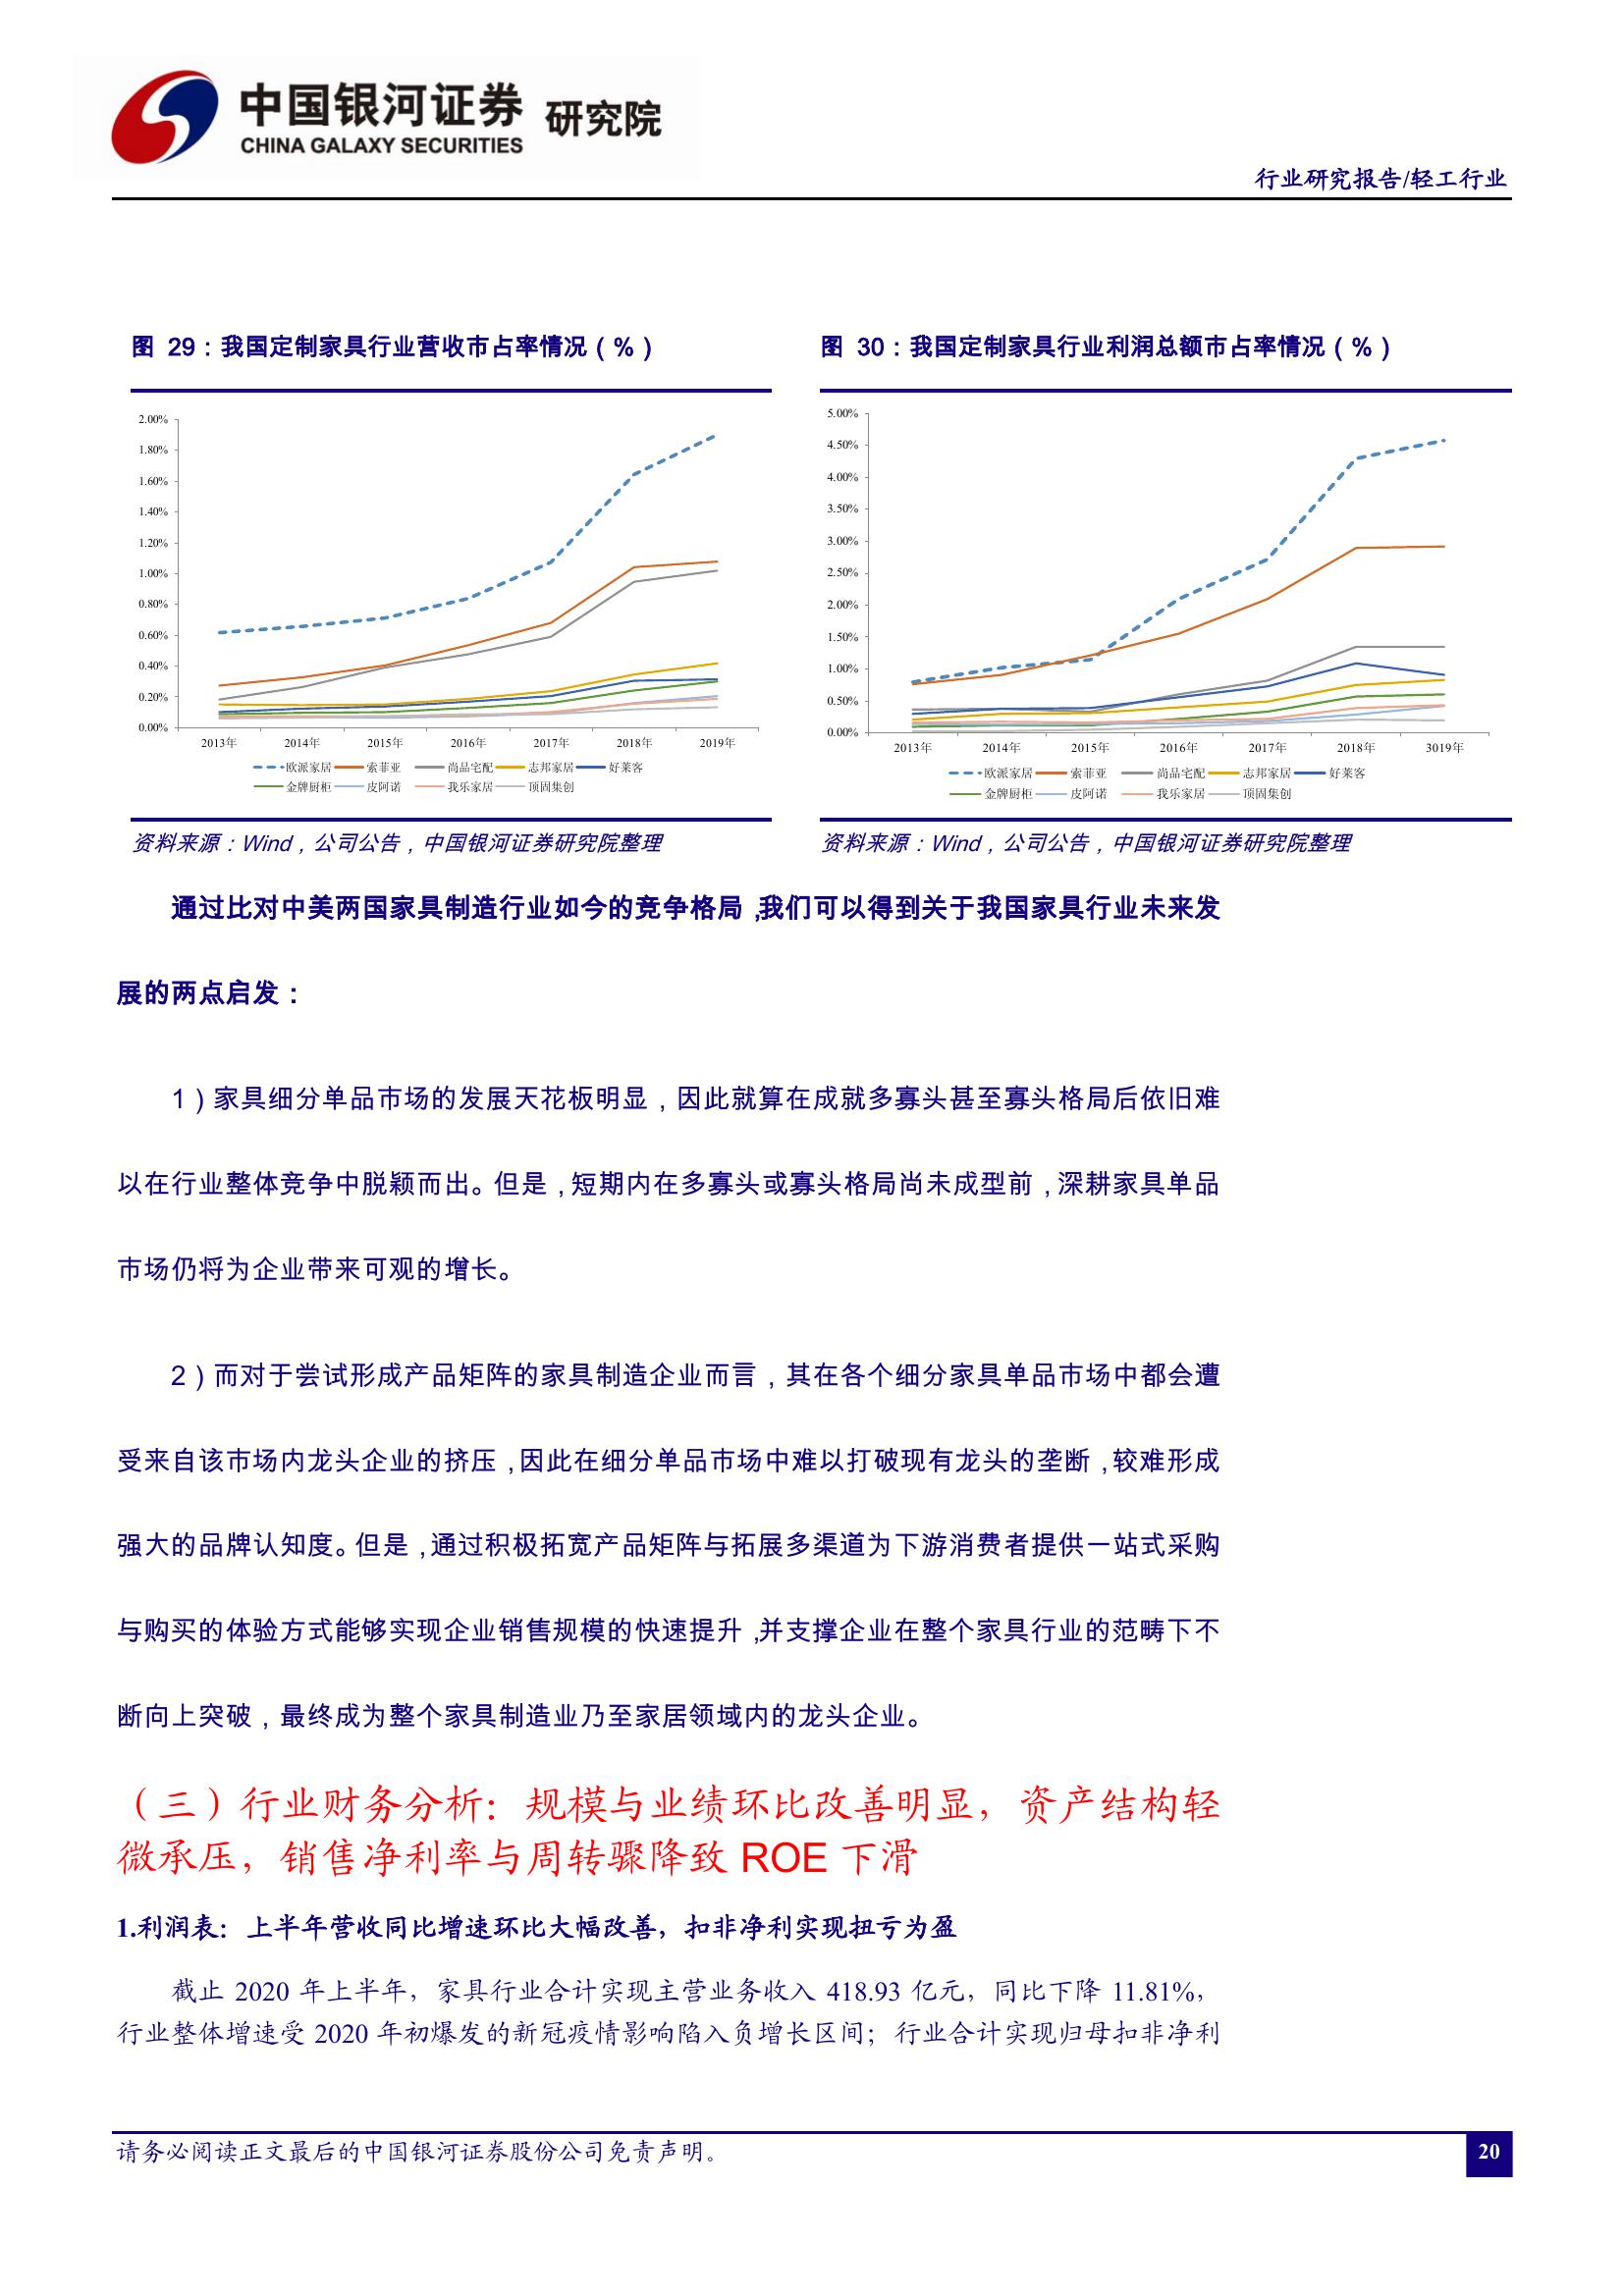 中国银河证券 研究院
CHINA GALAXY SECURITIES
行业研究报告/轻工行业
图 29：我国定制家具行业营收市占率情况（%）
2.00%
1.80%
1.60%
1.40%
1.20%
1.00%
0.80%
0.60%
0.40%
0.20%
0.00%
2013年 2014年 2015年 2016年 2017年 2018年 2019年
欧派家居 索菲亚 尚品宅配 志邦家居 好莱客
金牌厨柜 皮阿诺 我乐家居 顶固集创
资料来源：Wind，公司公告，中国银河证券研究院整理
图 30：我国定制家具行业利润总额市占率情况（%）
5.00%
4.50%
4.00%
3.50%
3.00%
2.50%
2.00%
1.50%
1.00%
0.50%
0.00%
2013年 2014年 2015年 2016年 2017年 2018年 3019年
欧派家居 索菲亚 尚品宅配 志邦家居 好莱客
金牌厨柜 皮阿诺 我乐家居 顶固集创
资料来源：Wind，公司公告，中国银河证券研究院整理
通过比对中美两国家具制造行业如今的竞争格局，我们可以得到关于我国家具行业未来发
展的两点启发：
1）家具细分单品市场的发展天花板明显，因此就算在成就多寡头甚至寡头格局后依旧难
以在行业整体竞争中脱颖而出。但是，短期内在多寡头或寡头格局尚未成型前，深耕家具单品
市场仍将为企业带来可观的增长。
2）而对于尝试形成产品矩阵的家具制造企业而言，其在各个细分家具单品市场中都会遭
受来自该市场内龙头企业的挤压，因此在细分单品市场中难以打破现有龙头的垄断，较难形成
强大的品牌认知度。但是，通过积极拓宽产品矩阵与拓展多渠道为下游消费者提供一站式采购
与购买的体验方式能够实现企业销售规模的快速提升，并支撑企业在整个家具行业的范畴下不
断向上突破，最终成为整个家具制造业乃至家居领域内的龙头企业。
（三）行业财务分析：规模与业绩环比改善明显，资产结构轻
微承压，销售净利率与周转骤降致 ROE 下滑
1.利润表：上半年营收同比增速环比大幅改善，扣非净利实现扭亏为盈
截止 2020 年上半年，家具行业合计实现主营业务收入 418.93 亿元，同比下降 11.81%，
行业整体增速受 2020 年初爆发的新冠疫情影响陷入负增长区间；行业合计实现归母扣非净利
请务必阅读正文最后的中国银河证券股份公司免责声明。
20